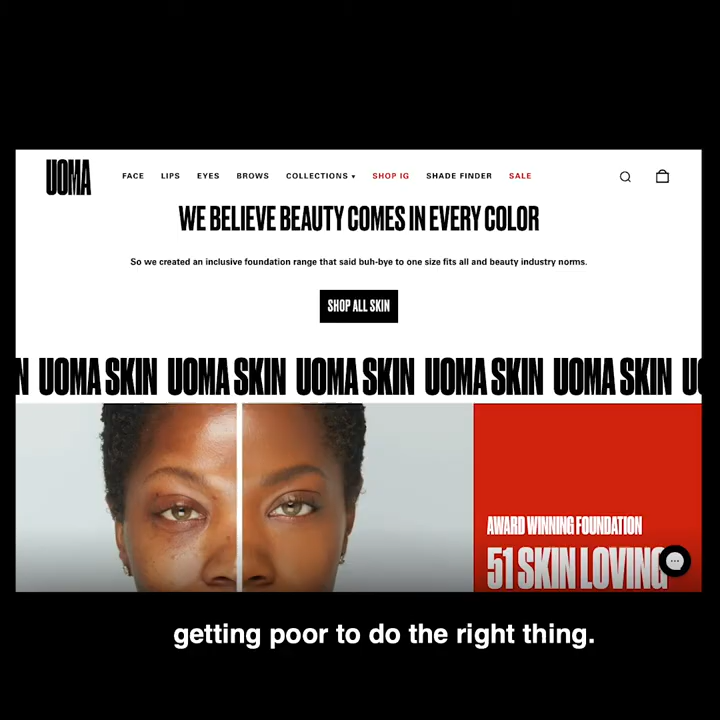 UOMA
FACE LIPS EYES BROWS COLLECTIONS ▾ SHOP IG SHADE FINDER SALE
WE BELIEVE BEAUTY COMES IN EVERY COLOR
So we created an inclusive foundation range that said buh-bye to one size fits all and beauty industry norms.
SHOP ALL SKIN
N UOMA SKIN UOMA SKIN UOMA SKIN UOMA SKIN UOMA SKIN UO
AWARD WINNING FOUNDATION
51 SKIN LOVING
getting poor to do the right thing.